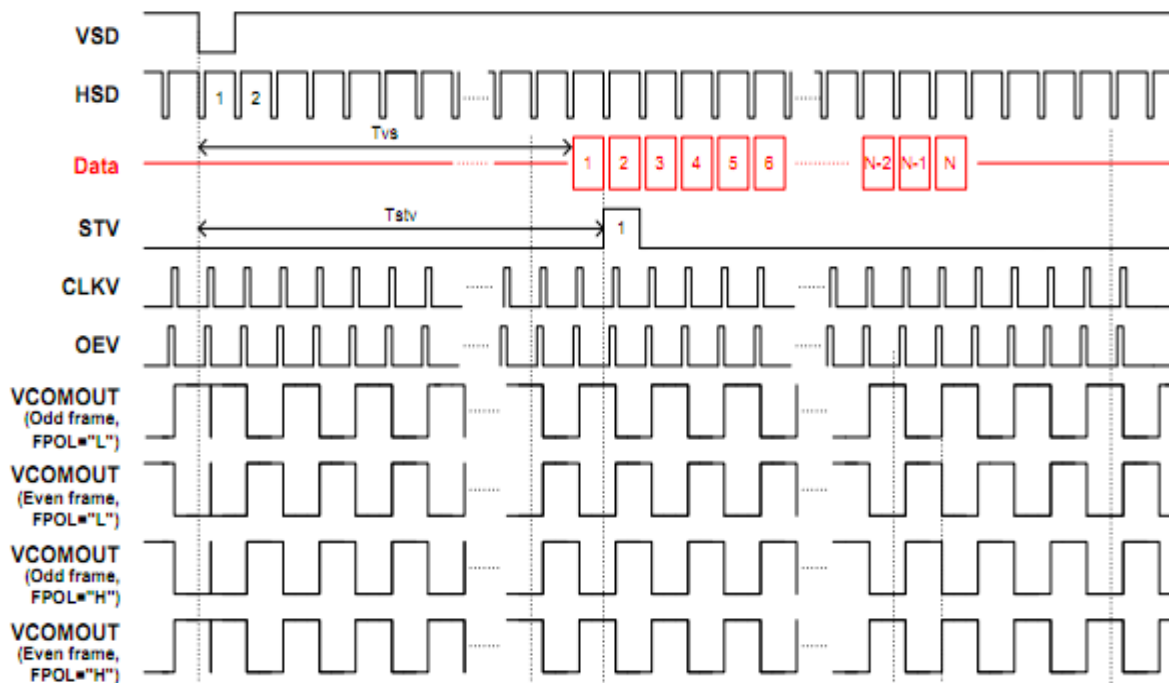 VSD
HSD
1 2
Tvs
Data
1 2 3 4 5 6 N-2 N-1 N
Tstv
STV
1
CLKV
OEV
VCOMOUT
(Odd frame,
FPOL="L")
VCOMOUT
(Even frame,
FPOL="L")
VCOMOUT
(Odd frame,
FPOL="H")
VCOMOUT
(Even frame,
FPOL="H")